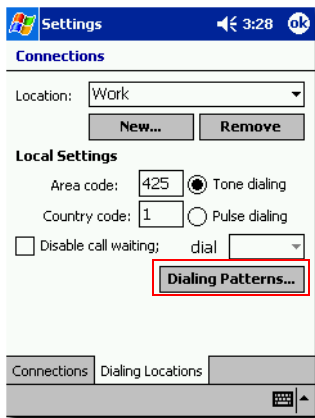 Settings 3:28 ok
Connections
Location: Work
New... Remove
Local Settings
Area code: 425 Tone dialing
Country code: 1 Pulse dialing
Disable call waiting; dial
Dialing Patterns...
Connections Dialing Locations